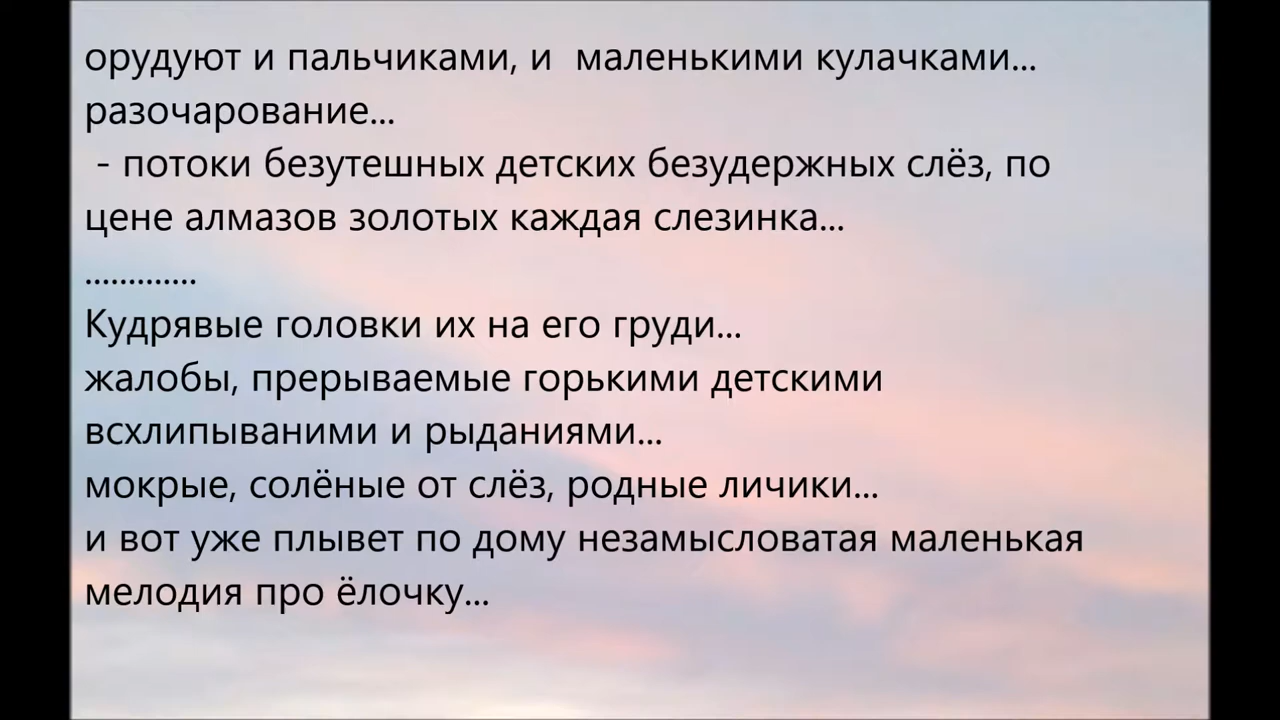 орудуют и пальчиками, и  маленькими кулачками...
разочарование...
- потоки безутешных детских безудержных слёз, по
цене алмазов золотых каждая слезинка...
.............
Кудрявые головки их на его груди...
жалобы, прерываемые горькими детскими
всхлипываними и рыданиями...
мокрые, солёные от слёз, родные личики...
и вот уже плывет по дому незамысловатая маленькая
мелодия про ёлочку...